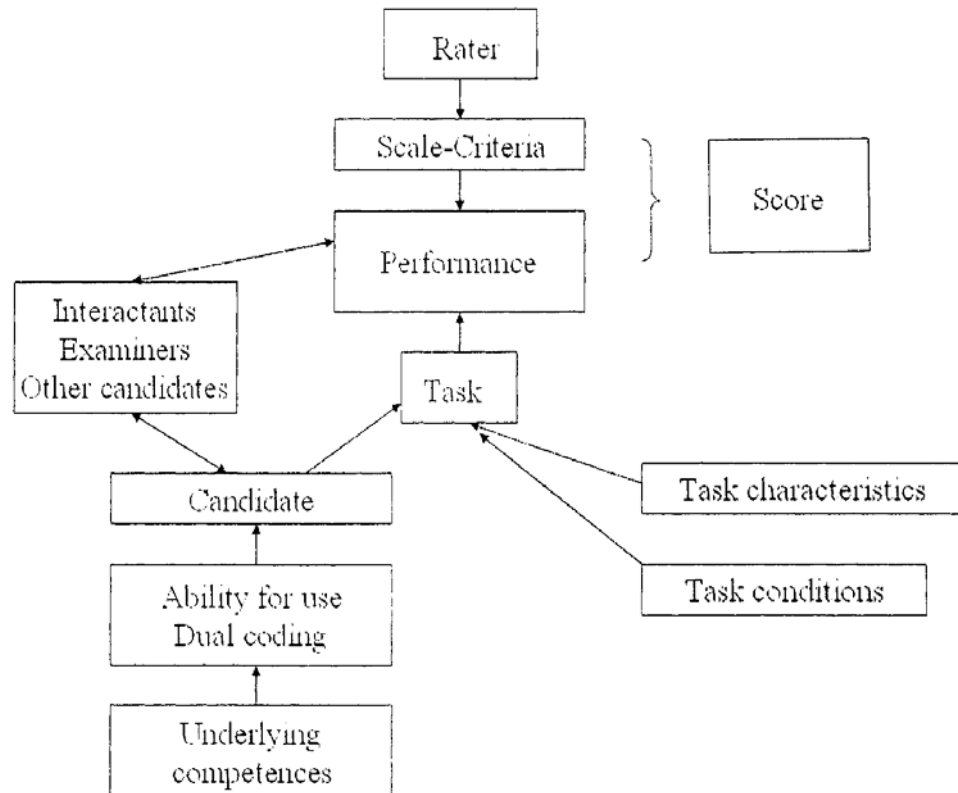 Rater
Scale-Criteria
Score
Performance
Interactants
Examiners
Other candidates
Task
Candidate
Task characteristics
Ability for use
Dual coding
Task conditions
Underlying
competences